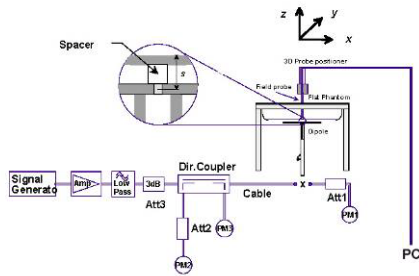 z
y
x
Spacer
s
3D Probe positioner
Field probe
Flat Phantom
Dipole
Dir.Coupler
Signal
Generato
Amp
Low
Pass
3dB
Att3
Cable
x
Att1
PM1
Att2
PM3
PM2
PC